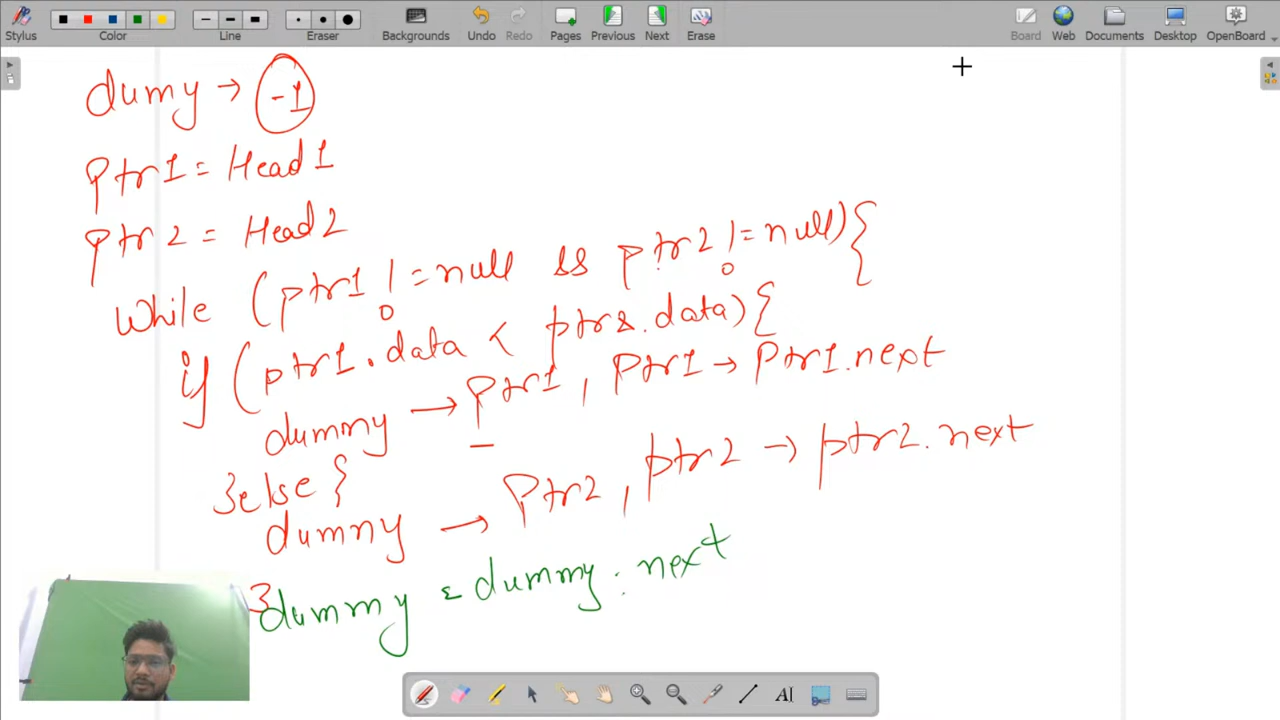 Stylus Color Line Eraser Backgrounds Undo Redo Pages Previous Next Erase Board Web Documents Desktop OpenBoard
dumy → -1
Ptr1 = Head1
Ptr2 = Head2
While (ptr1 != null && ptr2 != null){
if (ptr1.data < ptr2.data){
dummy → Ptr1, Ptr1 → Ptr1.next
}else{
dummy → Ptr2, ptr2 → ptr2.next
}
dummy = dummy.next
AI